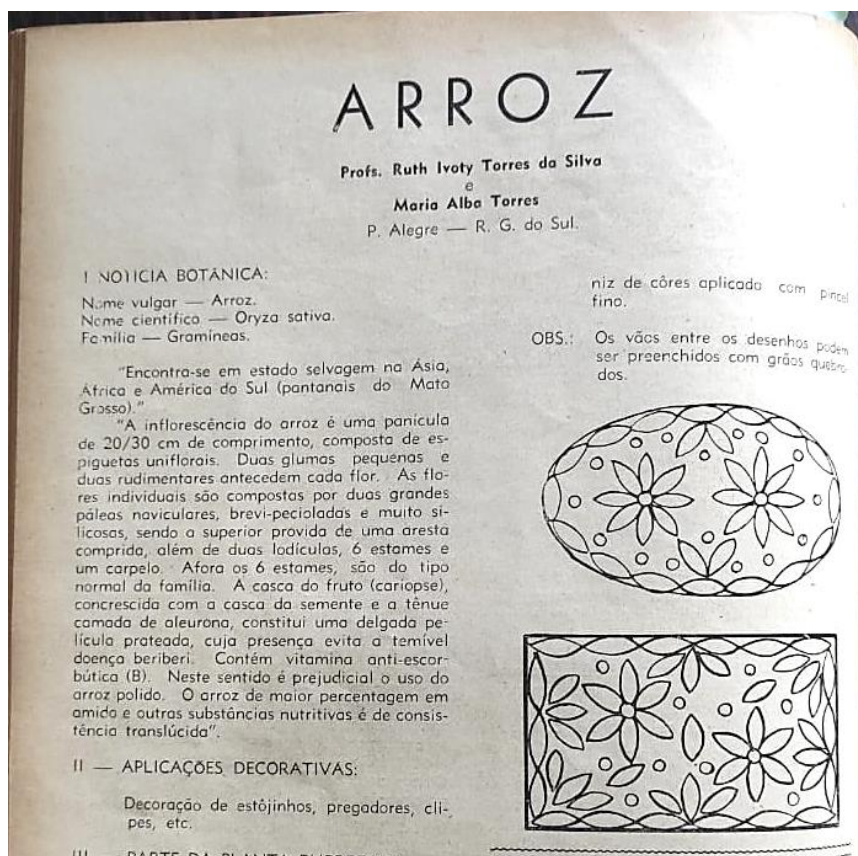 ARROZ
Profs. Ruth Ivoty Torres da Silva
e
Maria Alba Torres
P. Alegre — R. G. do Sul.
I NOTICIA BOTÂNICA:
Nome vulgar — Arroz.
Nome científico — Oryza sativa.
Família — Gramíneas.
"Encontra-se em estado selvagem na Ásia,
África e América do Sul (pantanais do Mato
Grosso)."
"A inflorescência do arroz é uma panícula
de 20/30 cm de comprimento, composta de es-
piguetas uniflorais. Duas glumas pequenas e
duas rudimentares antecedem cada flor. As flo-
res individuais são compostas por duas grandes
páleas naviculares, brevi-pecioladas e muito si-
licosas, sendo a superior provida de uma aresta
comprida, além de duas lodículas, 6 estames e
um carpelo. Afora os 6 estames, são do tipo
normal da família. A casca do fruto (cariopse),
concrescida com a casca da semente e a tênue
camada de aleurona, constitui uma delgada pe-
lícula prateada, cuja presença evita a temível
doença beriberi. Contém vitamina anti-escor-
bútica (B). Neste sentido é prejudicial o uso do
arroz polido. O arroz de maior percentagem em
amido e outras substâncias nutritivas é de consis-
tência translúcida".
II — APLICAÇÕES DECORATIVAS:
Decoração de estôjinhos, pregadores, cli-
pes, etc.
niz de côres aplicado com pincel
fino.
OBS.: Os vãos entre os desenhos podem
ser preenchidos com grãos quebra-
dos.